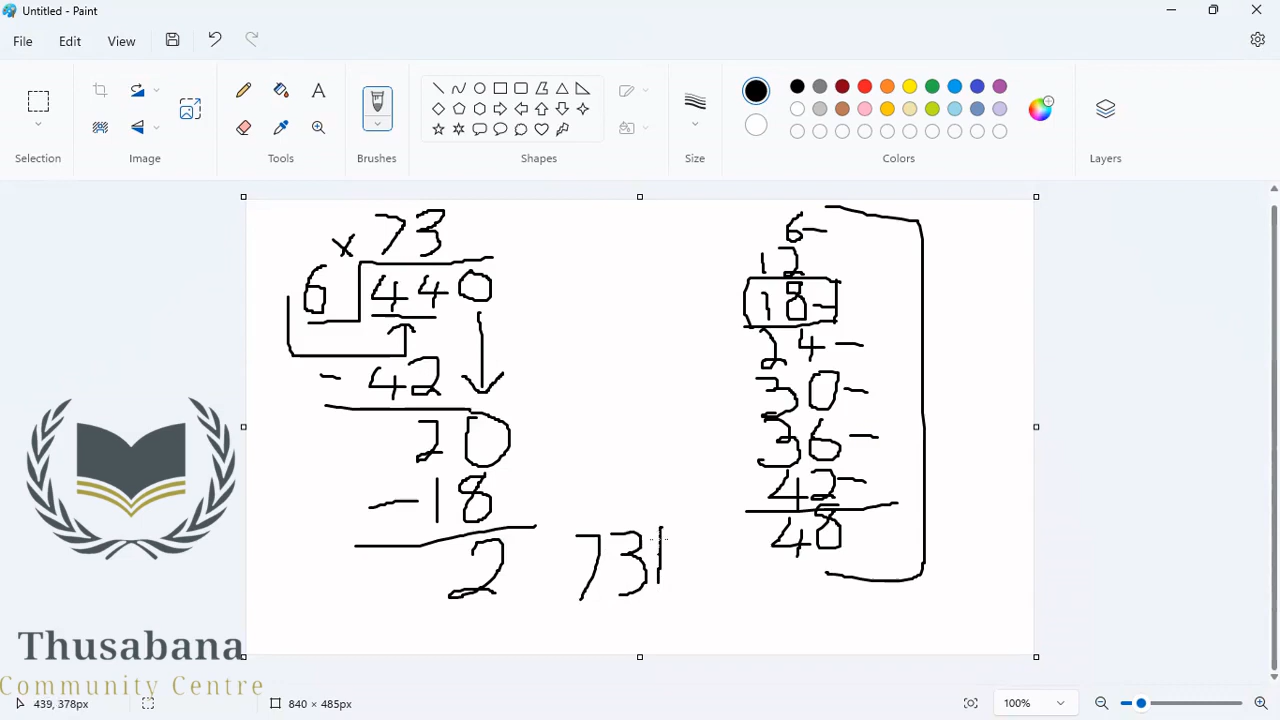 Untitled - Paint
File Edit View
Selection Image Tools Brushes Shapes Size Colors Layers
x 73
6 440
- 42
20
- 18
2 731
6-
12
18-
24-
30-
36-
42-
48
Thusabana
Community Centre
439, 378px 840 × 485px 100%